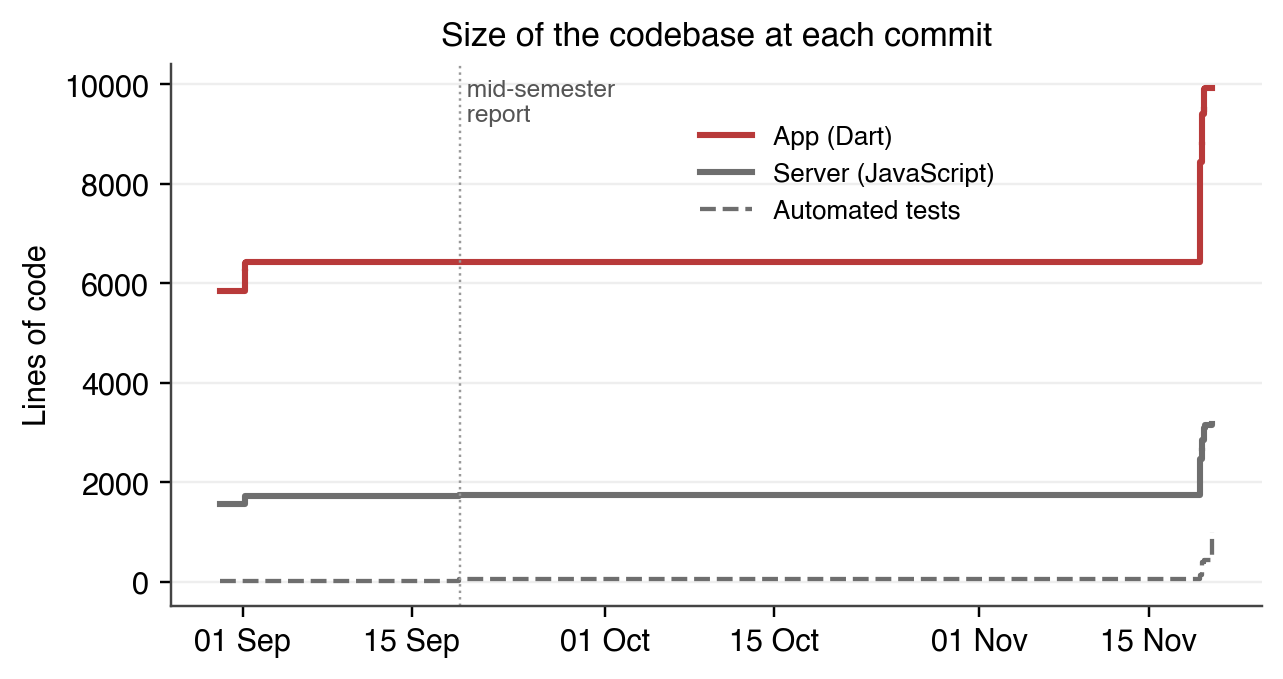 Size of the codebase at each commit
10000
8000
6000
4000
2000
0
Lines of code
mid-semester
report
App (Dart)
Server (JavaScript)
Automated tests
01 Sep
15 Sep
01 Oct
15 Oct
01 Nov
15 Nov